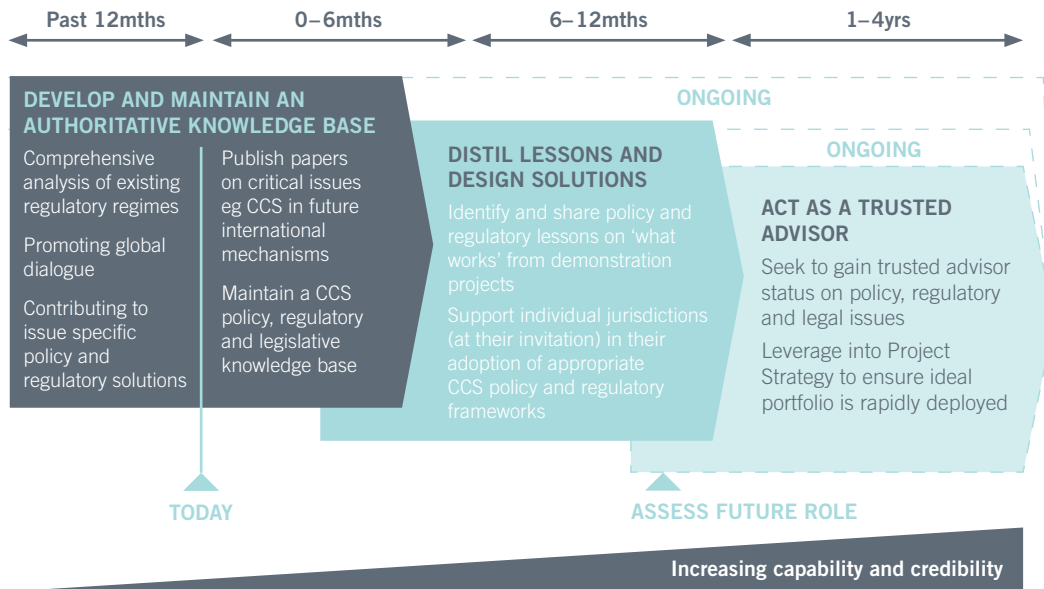 Past 12mths
0–6mths
6–12mths
1–4yrs
ONGOING
DEVELOP AND MAINTAIN AN
AUTHORITATIVE KNOWLEDGE BASE
Comprehensive
analysis of existing
regulatory regimes
Promoting global
dialogue
Contributing to
issue specific
policy and
regulatory solutions
Publish papers
on critical issues
eg CCS in future
international
mechanisms
Maintain a CCS
policy, regulatory
and legislative
knowledge base
DISTIL LESSONS AND
DESIGN SOLUTIONS
Identify and share policy and
regulatory lessons on ‘what
works’ from demonstration
projects
Support individual jurisdictions
(at their invitation) in their
adoption of appropriate
CCS policy and regulatory
frameworks
ONGOING
ACT AS A TRUSTED
ADVISOR
Seek to gain trusted advisor
status on policy, regulatory
and legal issues
Leverage into Project
Strategy to ensure ideal
portfolio is rapidly deployed
TODAY
ASSESS FUTURE ROLE
Increasing capability and credibility